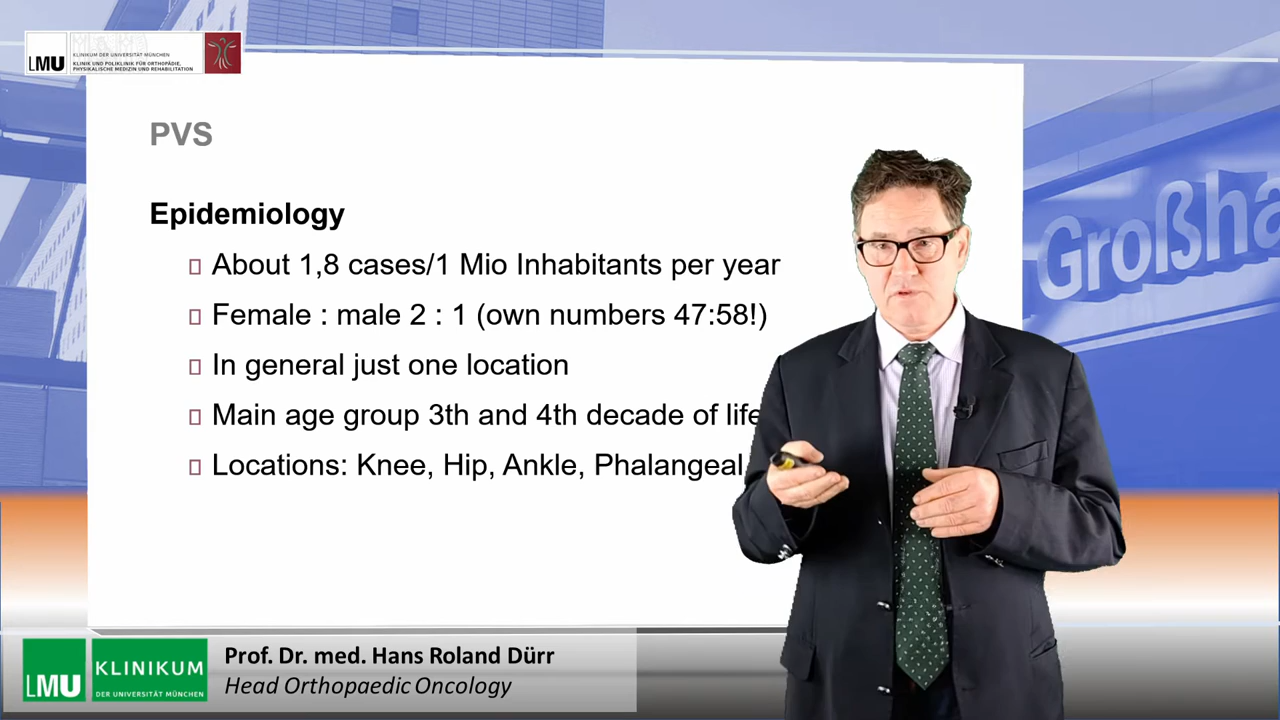 LMU
KLINIKUM DER UNIVERSITÄT MÜNCHEN
KLINIK UND POLIKLINIK FÜR ORTHOPÄDIE,
PHYSIKALISCHE MEDIZIN UND REHABILITATION
PVS
Epidemiology
About 1,8 cases/1 Mio Inhabitants per year
Female : male 2 : 1 (own numbers 47:58!)
In general just one location
Main age group 3th and 4th decade of life
Locations: Knee, Hip, Ankle, Phalangeal
Großha
LMU
KLINIKUM
DER UNIVERSITÄT MÜNCHEN
Prof. Dr. med. Hans Roland Dürr
Head Orthopaedic Oncology